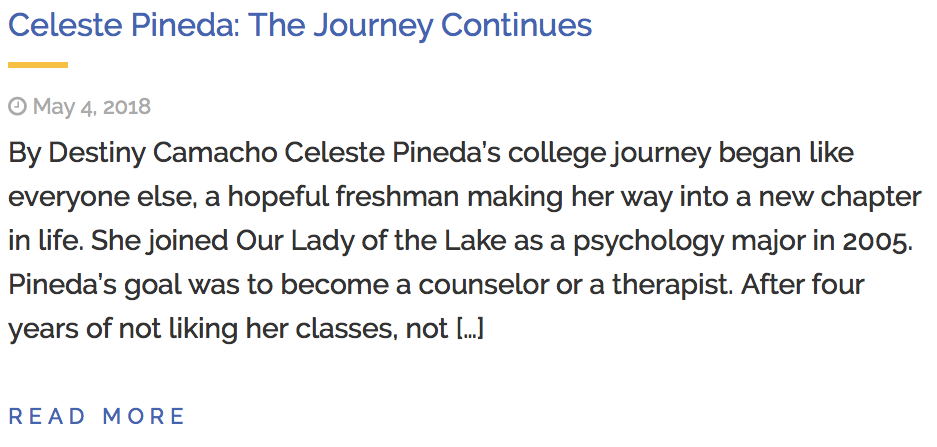 Celeste Pineda: The Journey Continues
May 4, 2018
By Destiny Camacho Celeste Pineda’s college journey began like
everyone else, a hopeful freshman making her way into a new chapter
in life. She joined Our Lady of the Lake as a psychology major in 2005.
Pineda’s goal was to become a counselor or a therapist. After four
years of not liking her classes, not […]
READ MORE